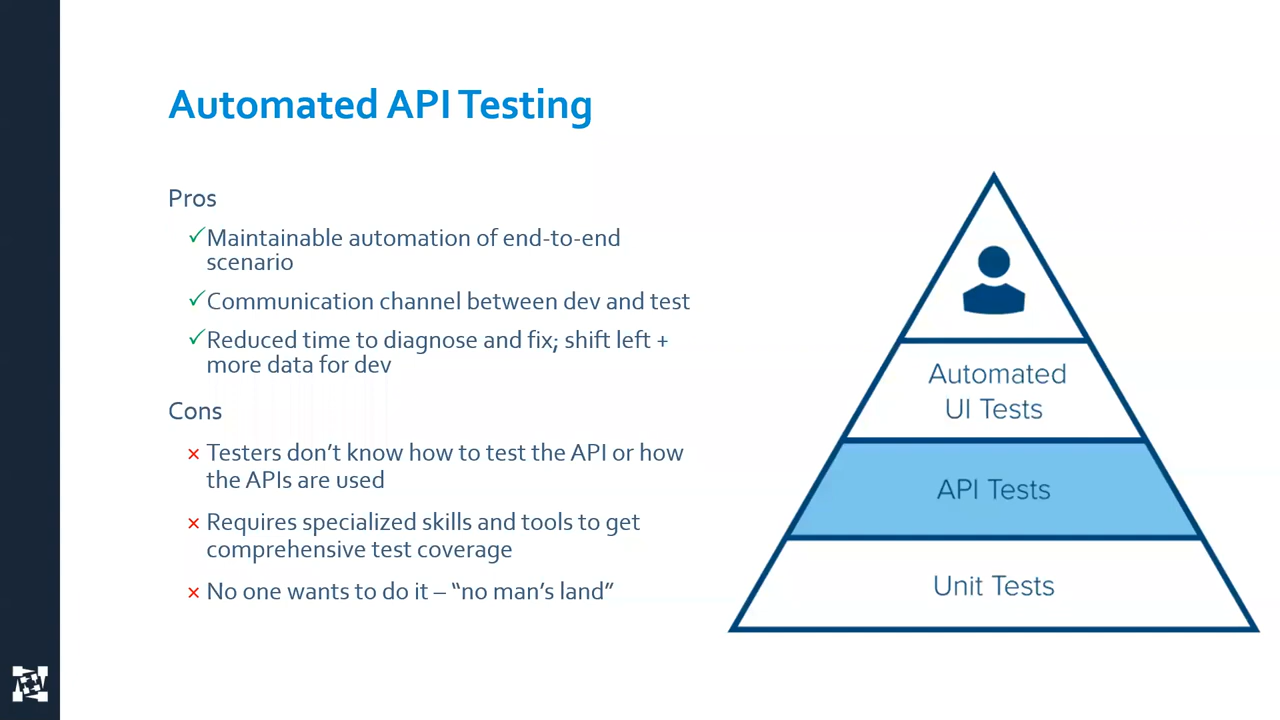 Automated API Testing
Pros
✓Maintainable automation of end-to-end
scenario
✓Communication channel between dev and test
✓Reduced time to diagnose and fix; shift left +
more data for dev
Cons
× Testers don’t know how to test the API or how
the APIs are used
× Requires specialized skills and tools to get
comprehensive test coverage
× No one wants to do it – “no man’s land”
Automated
UI Tests
API Tests
Unit Tests